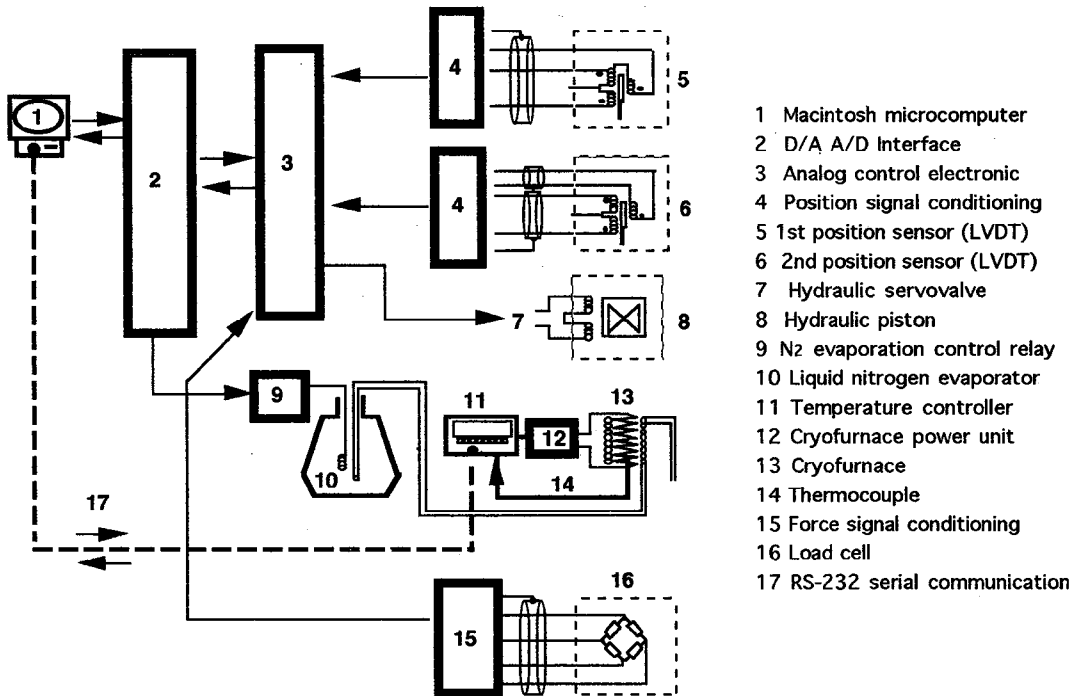 1
2
3
4
5
4
6
7
8
9
10
11
12
13
14
15
16
17
1 Macintosh microcomputer
2 D/A A/D Interface
3 Analog control electronic
4 Position signal conditioning
5 1st position sensor (LVDT)
6 2nd position sensor (LVDT)
7 Hydraulic servovalve
8 Hydraulic piston
9 N2 evaporation control relay
10 Liquid nitrogen evaporator
11 Temperature controller
12 Cryofurnace power unit
13 Cryofurnace
14 Thermocouple
15 Force signal conditioning
16 Load cell
17 RS-232 serial communication